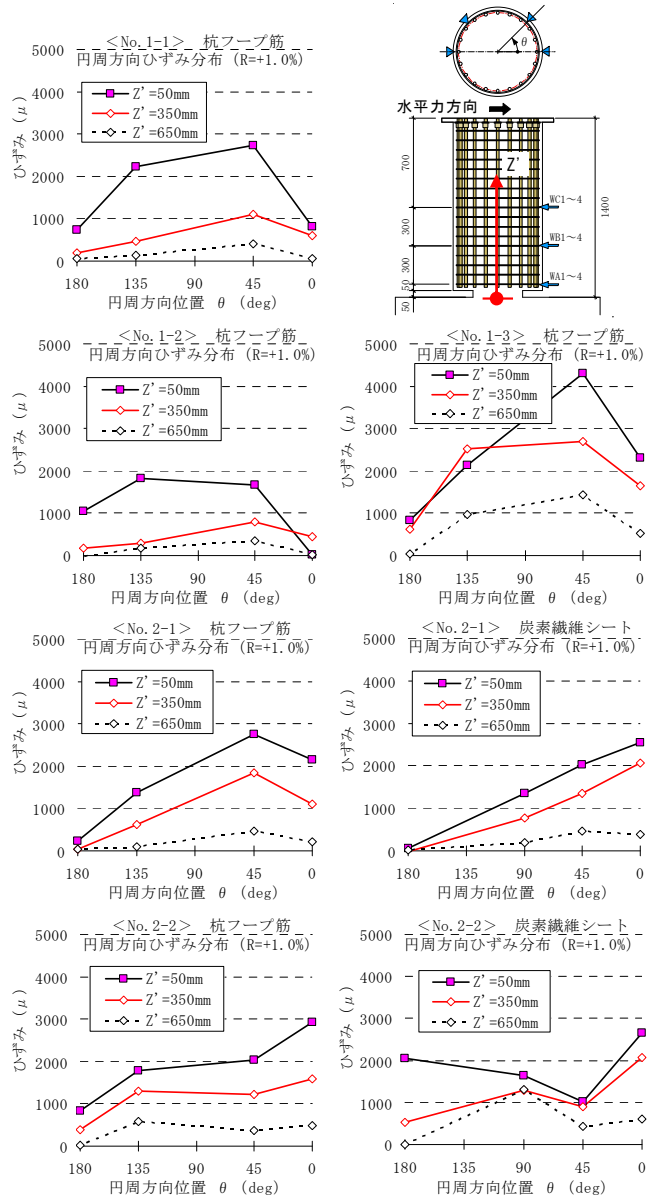 <No.1-1> 杭フープ筋
円周方向ひずみ分布 (R=+1.0%)
ひずみ (μ)
5000
4000
3000
2000
1000
0
Z'=50mm
Z'=350mm
Z'=650mm
180 135 90 45 0
円周方向位置 θ (deg)
θ
水平力方向
Z'
700
300
300
50
50
1400
WC1~4
WB1~4
WA1~4
<No.1-2> 杭フープ筋
円周方向ひずみ分布 (R=+1.0%)
ひずみ (μ)
5000
4000
3000
2000
1000
0
Z'=50mm
Z'=350mm
Z'=650mm
180 135 90 45 0
円周方向位置 θ (deg)
<No.1-3> 杭フープ筋
円周方向ひずみ分布 (R=+1.0%)
ひずみ (μ)
5000
4000
3000
2000
1000
0
Z'=50mm
Z'=350mm
Z'=650mm
180 135 90 45 0
円周方向位置 θ (deg)
<No.2-1> 杭フープ筋
円周方向ひずみ分布 (R=+1.0%)
ひずみ (μ)
5000
4000
3000
2000
1000
0
Z'=50mm
Z'=350mm
Z'=650mm
180 135 90 45 0
円周方向位置 θ (deg)
<No.2-1> 炭素繊維シート
円周方向ひずみ分布 (R=+1.0%)
ひずみ (μ)
5000
4000
3000
2000
1000
0
Z'=50mm
Z'=350mm
Z'=650mm
180 135 90 45 0
円周方向位置 θ (deg)
<No.2-2> 杭フープ筋
円周方向ひずみ分布 (R=+1.0%)
ひずみ (μ)
5000
4000
3000
2000
1000
0
Z'=50mm
Z'=350mm
Z'=650mm
180 135 90 45 0
円周方向位置 θ (deg)
<No.2-2> 炭素繊維シート
円周方向ひずみ分布 (R=+1.0%)
ひずみ (μ)
5000
4000
3000
2000
1000
0
Z'=50mm
Z'=350mm
Z'=650mm
180 135 90 45 0
円周方向位置 θ (deg)